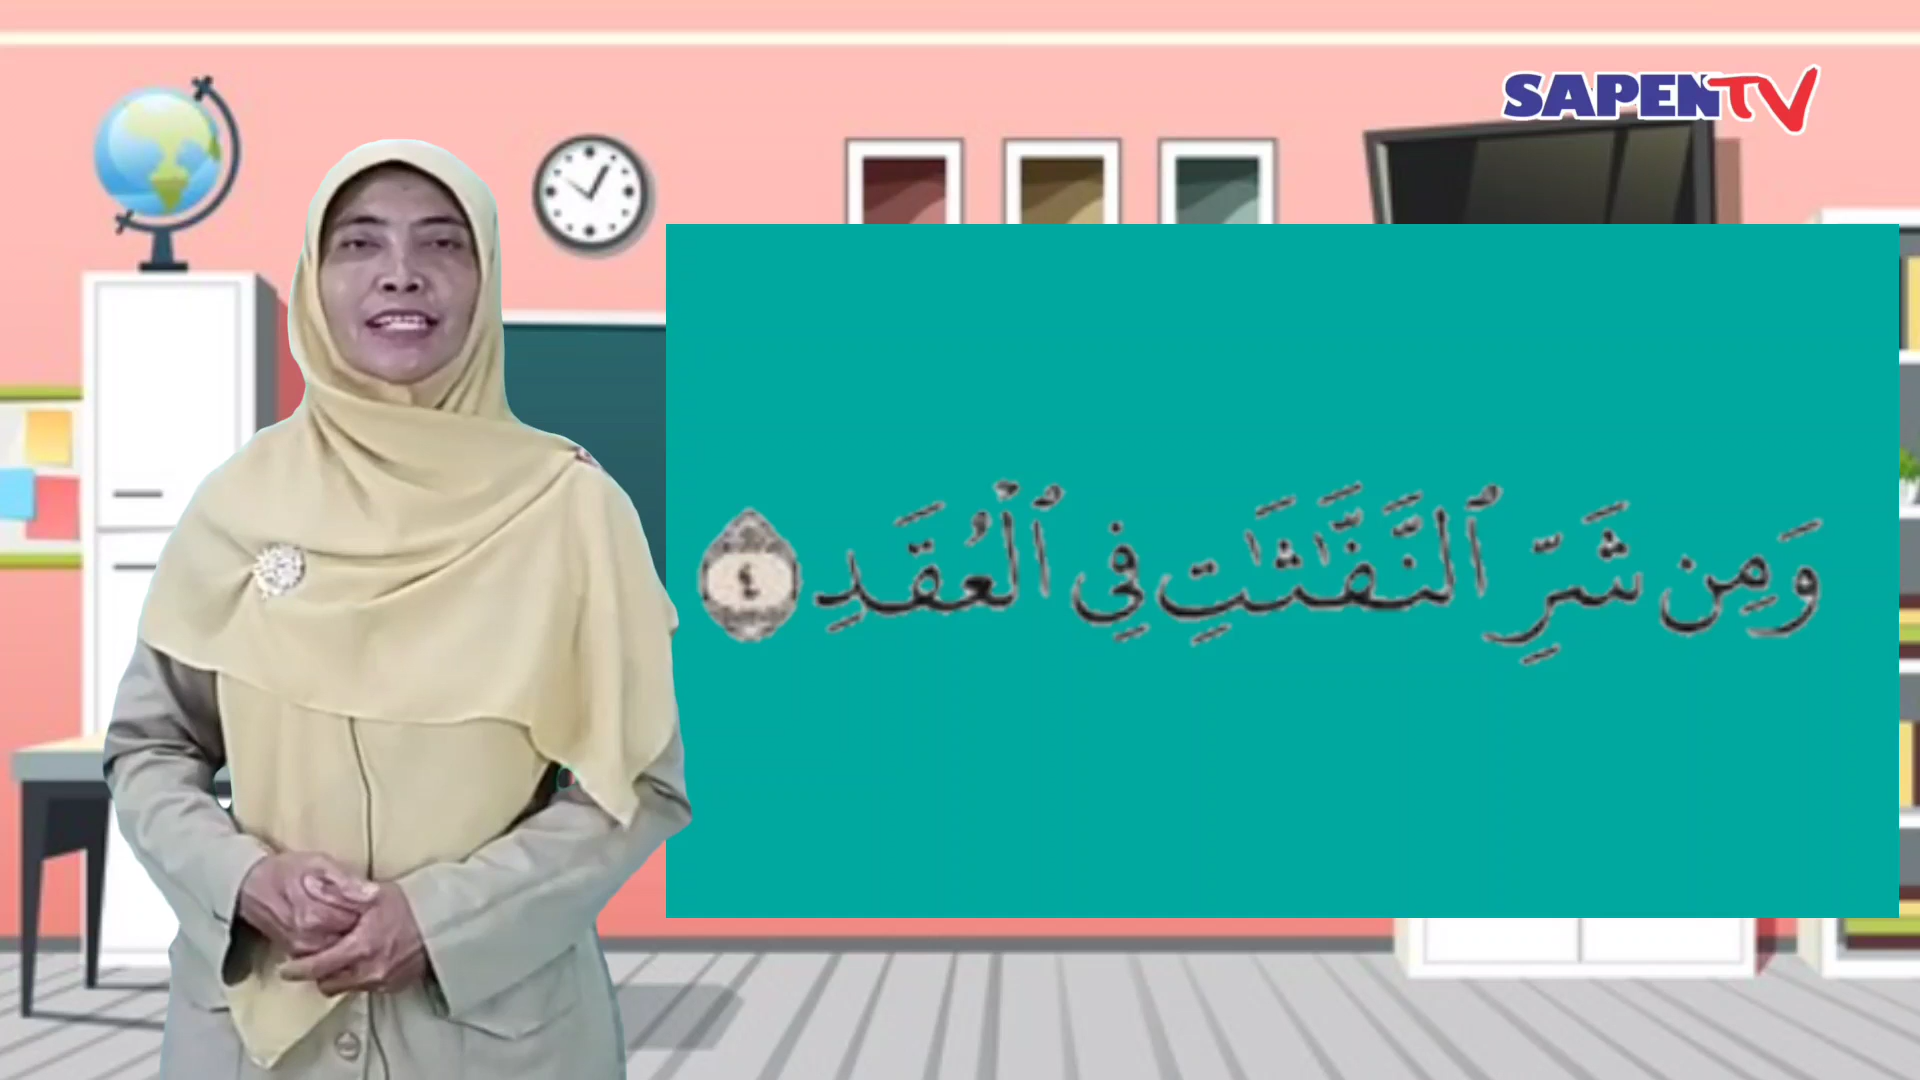 SAPENTV
وَمِن شَرِّ ٱلنَّفَّٰثَٰتِ فِى ٱلْعُقَدِ ٤